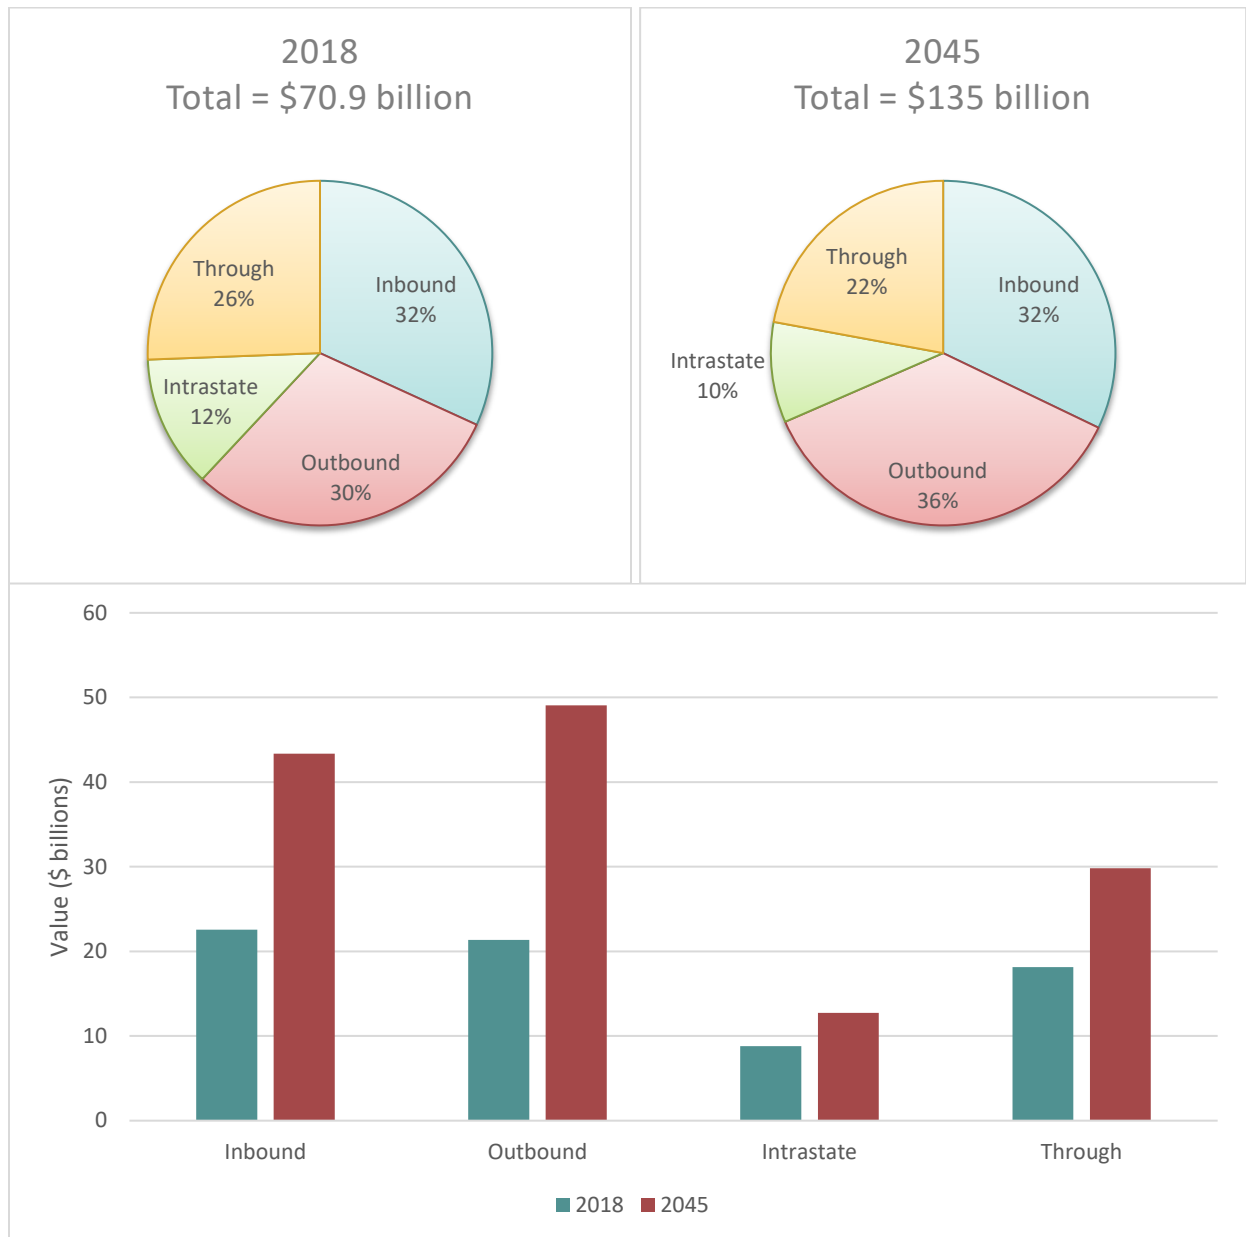 2018
Total = $70.9 billion
Through
26%
Inbound
32%
Intrastate
12%
Outbound
30%
2045
Total = $135 billion
Through
22%
Inbound
32%
Intrastate
10%
Outbound
36%
Value ($ billions)
60
50
40
30
20
10
0
Inbound Outbound Intrastate Through
2018 2045